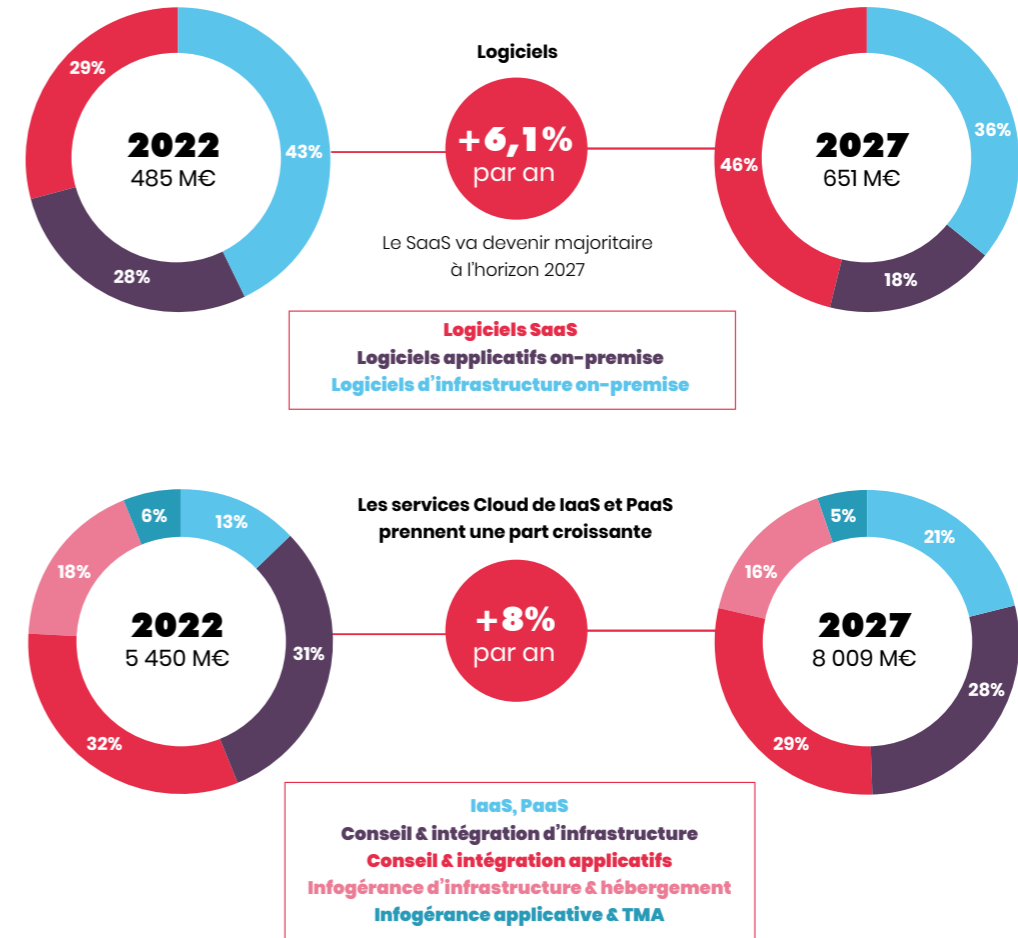 Logiciels
29%
2022
485 M€
43%
28%
+6,1%
par an
2027
651 M€
36%
46%
18%
Le SaaS va devenir majoritaire
à l'horizon 2027
Logiciels SaaS
Logiciels applicatifs on-premise
Logiciels d'infrastructure on-premise
Les services Cloud de IaaS et PaaS
prennent une part croissante
6%
13%
18%
2022
5 450 M€
31%
32%
+8%
par an
5%
21%
16%
2027
8 009 M€
28%
29%
IaaS, PaaS
Conseil & intégration d'infrastructure
Conseil & intégration applicatifs
Infogérance d'infrastructure & hébergement
Infogérance applicative & TMA